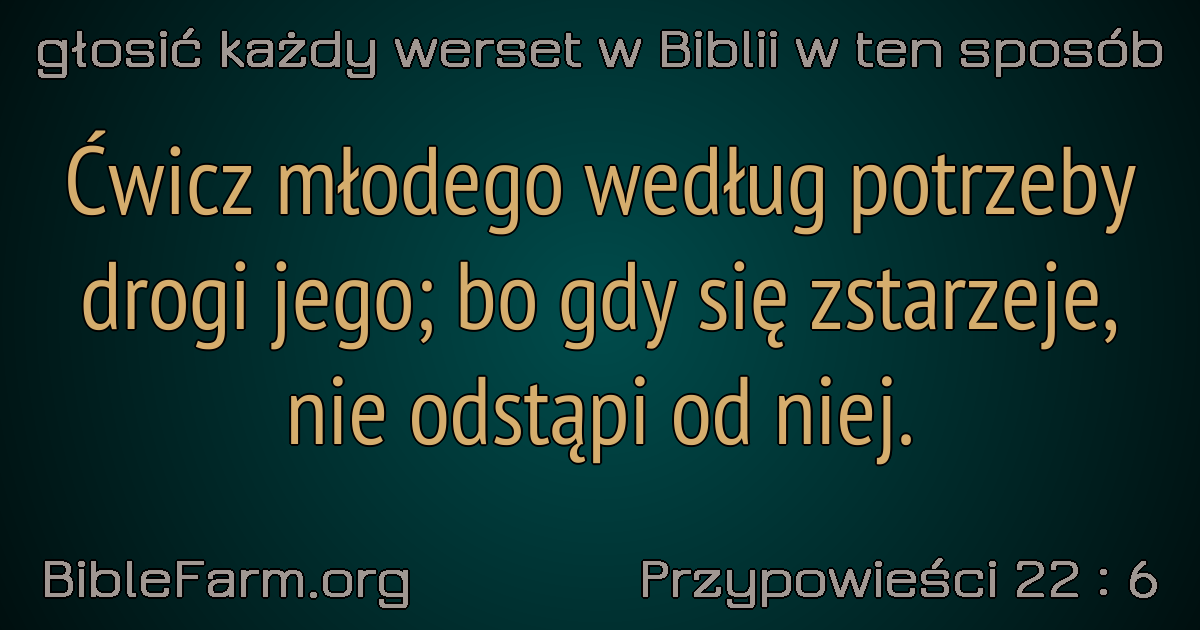 głosić każdy werset w Biblii w ten sposób
Ćwicz młodego według potrzeby
drogi jego; bo gdy się zstarzeje,
nie odstąpi od niej.
BibleFarm.org
Przypowieści 22 : 6